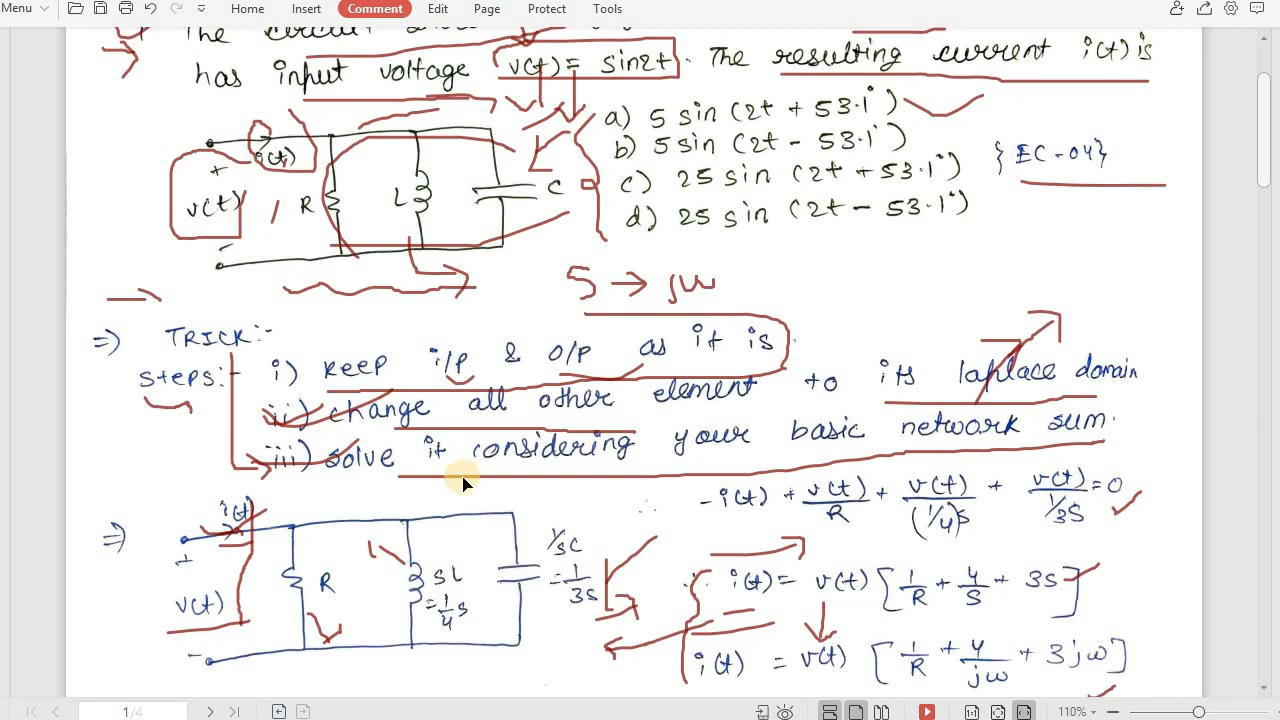 Menu Home Insert Comment Edit Page Protect Tools
The circuit
has input voltage v(t) = sin2t. The resulting current i(t) is
a) 5 sin (2t + 53.1°)
b) 5 sin (2t - 53.1°)
c) 25 sin (2t + 53.1°)
d) 25 sin (2t - 53.1°)
{ EC-04}
i(t)
+
v(t)
-
R
L
C
S → jw
⇒ TRICK:-
Steps:- i) Keep i/p & o/p as it is.
ii) change all other element to its laplace domain
iii) solve it considering your basic network sum.
∴ -i(t) + v(t)/R + v(t)/(1/4)s + v(t)/1/3s = 0
⇒ i(t)
+
v(t)
-
R
SL
= 1/4 s
1/sc
= 1/3s
∴ i(t) = v(t) [1/R + 4/s + 3s]
i(t) = v(t) [1/R + 4/jω + 3jω]
1/4
110%